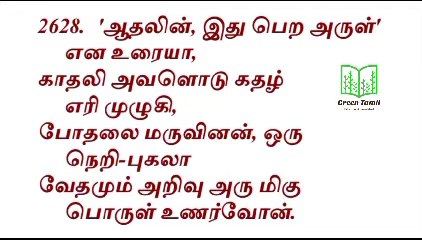 2628. 'ஆதலின், இது பெற அருள்'
என உரையா,
காதலி அவளொடு கதழ்
எரி முழுகி,
போதலை மருவினன், ஒரு
நெறி-புகலா
வேதமும் அறிவு அரு மிகு
பொருள் உணர்வோன்.
Green Tamil